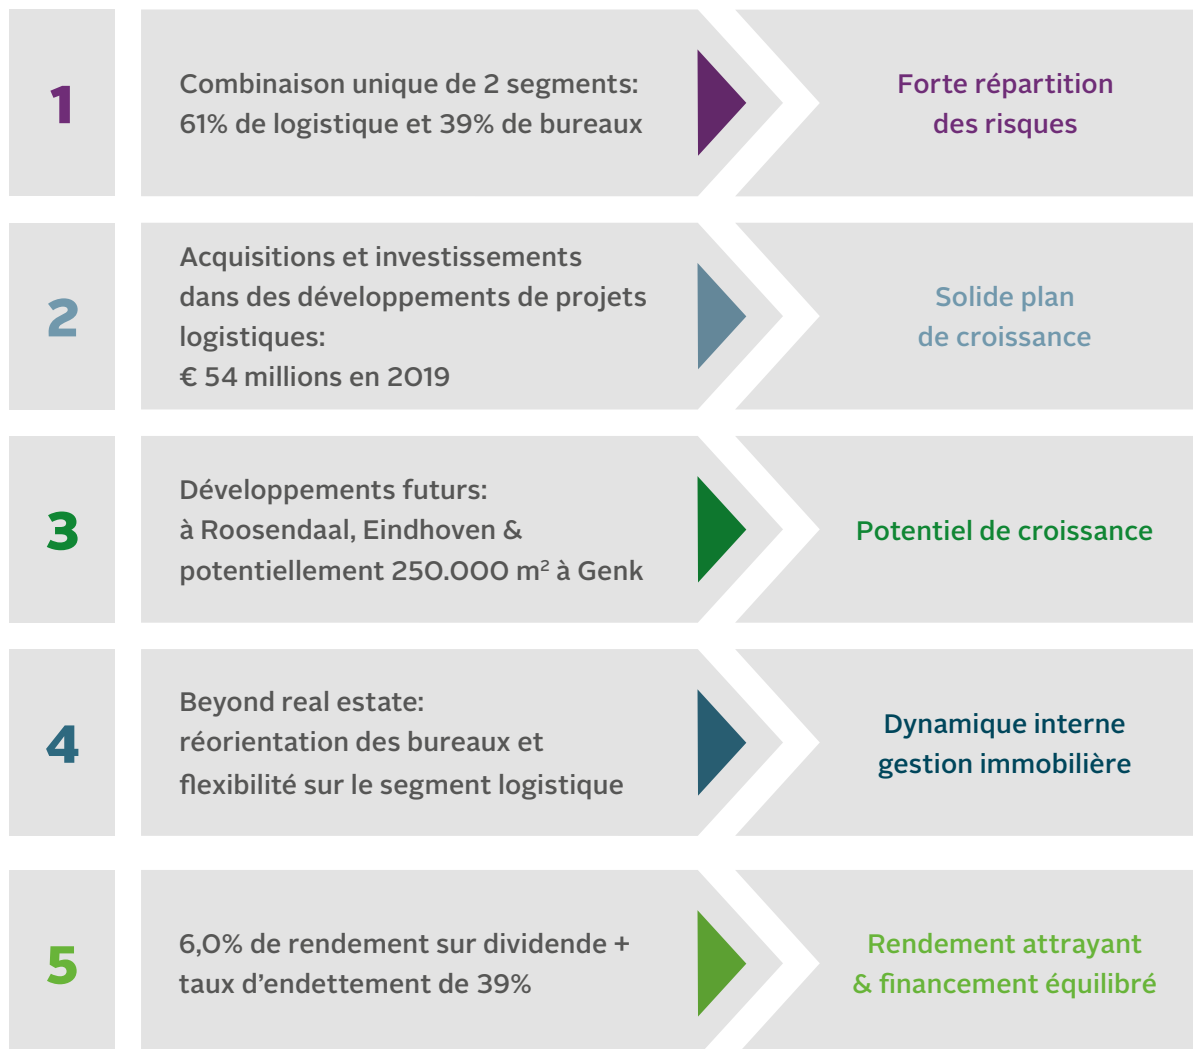 1
Combinaison unique de 2 segments:
61% de logistique et 39% de bureaux
Forte répartition
des risques
2
Acquisitions et investissements
dans des développements de projets
logistiques:
€ 54 millions en 2019
Solide plan
de croissance
3
Développements futurs:
à Roosendaal, Eindhoven &
potentiellement 250.000 m² à Genk
Potentiel de croissance
4
Beyond real estate:
réorientation des bureaux et
flexibilité sur le segment logistique
Dynamique interne
gestion immobilière
5
6,0% de rendement sur dividende +
taux d’endettement de 39%
Rendement attrayant
& financement équilibré